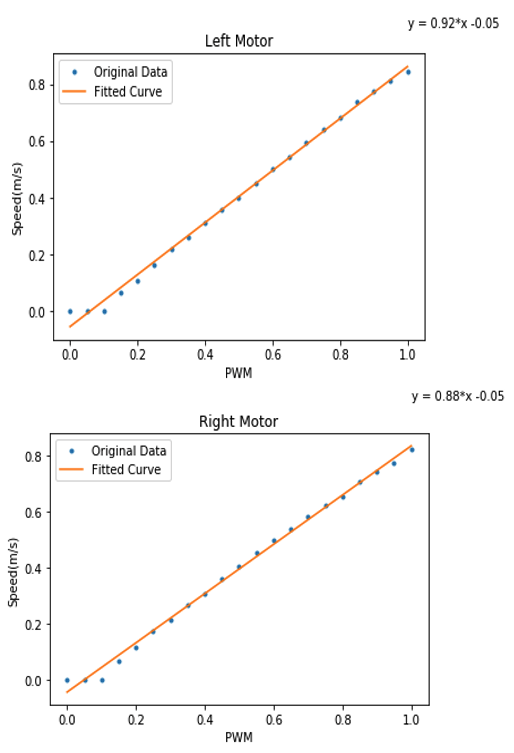 y = 0.92*x -0.05
Left Motor
Original Data
Fitted Curve
0.8
0.6
0.4
0.2
0.0
Speed(m/s)
0.0 0.2 0.4 0.6 0.8 1.0
PWM
y = 0.88*x -0.05
Right Motor
Original Data
Fitted Curve
0.8
0.6
0.4
0.2
0.0
Speed(m/s)
0.0 0.2 0.4 0.6 0.8 1.0
PWM